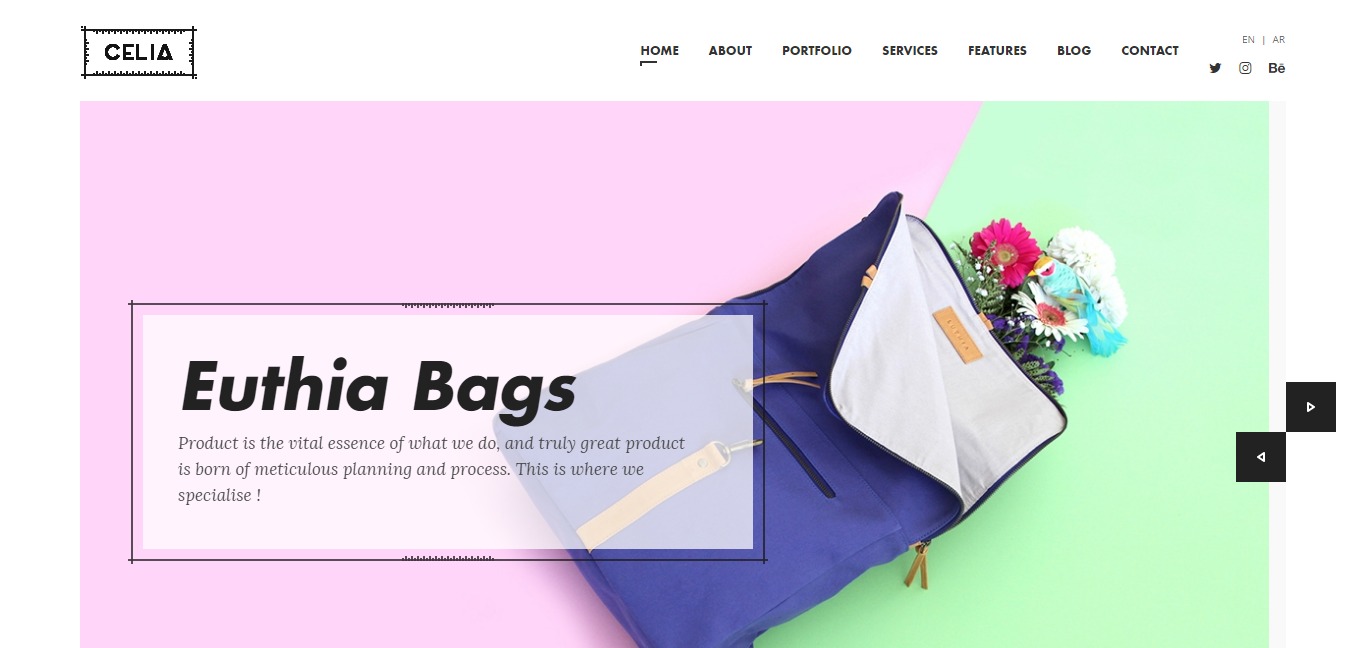 CELIA
HOME ABOUT PORTFOLIO SERVICES FEATURES BLOG CONTACT
EN | AR
Bē
Euthia Bags
Product is the vital essence of what we do, and truly great product
is born of meticulous planning and process. This is where we
specialise !
EUTHIA